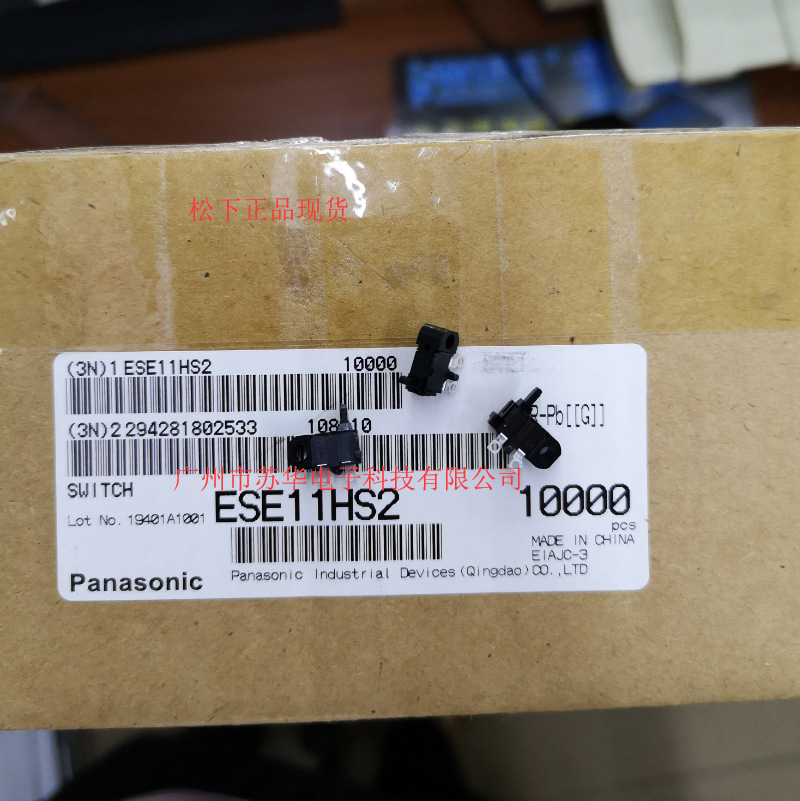 松下正品现货
(3N)1 ESE11HS2 10000
(3N)2 294281802533
R-Pb[[G]]
广州市苏华电子科技有限公司
SWITCH
ESE11HS2 10000
pcs
Lot No. 19401A1001
MADE IN CHINA
EIAJC-3
Panasonic
Panasonic Industrial Devices(Qingdao)CO.,LTD